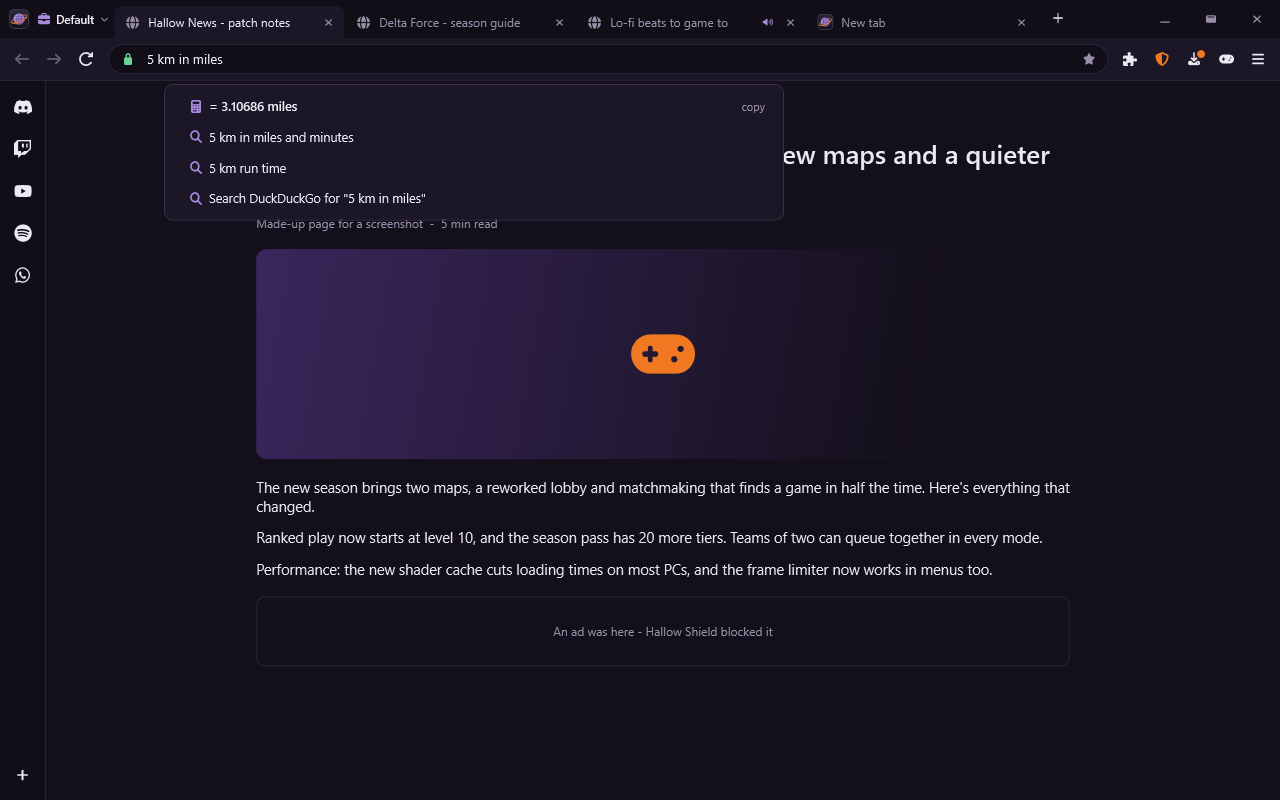 Default
Hallow News - patch notes
Delta Force - season guide
Lo-fi beats to game to
New tab
5 km in miles
= 3.10686 miles
copy
5 km in miles and minutes
5 km run time
Search DuckDuckGo for "5 km in miles"
ew maps and a quieter
Made-up page for a screenshot - 5 min read
The new season brings two maps, a reworked lobby and matchmaking that finds a game in half the time. Here's everything that
changed.
Ranked play now starts at level 10, and the season pass has 20 more tiers. Teams of two can queue together in every mode.
Performance: the new shader cache cuts loading times on most PCs, and the frame limiter now works in menus too.
An ad was here - Hallow Shield blocked it